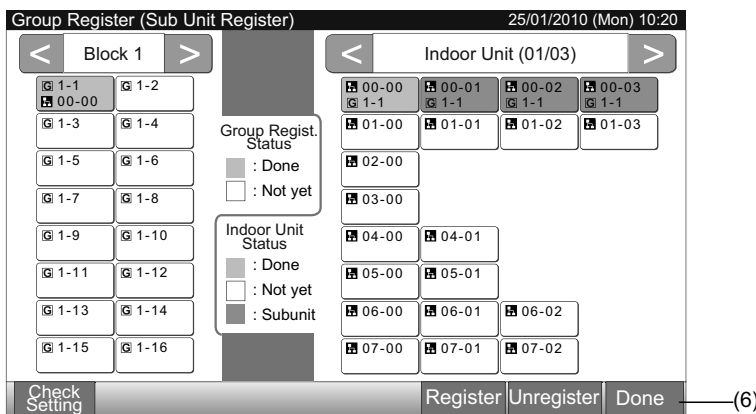 Group Register (Sub Unit Register) 25/01/2010 (Mon) 10:20
< Block 1 > < Indoor Unit (01/03) >
G 1-1 G 1-2
00-00
G 1-3 G 1-4
G 1-5 G 1-6
G 1-7 G 1-8
G 1-9 G 1-10
G 1-11 G 1-12
G 1-13 G 1-14
G 1-15 G 1-16
Group Regist.
Status
: Done
: Not yet
Indoor Unit
Status
: Done
: Not yet
: Subunit
00-00 00-01 00-02 00-03
G 1-1 G 1-1 G 1-1 G 1-1
01-00 01-01 01-02 01-03
02-00
03-00
04-00 04-01
05-00 05-01
06-00 06-01 06-02
07-00 07-01 07-02
Check
Setting
Register Unregister Done (6)